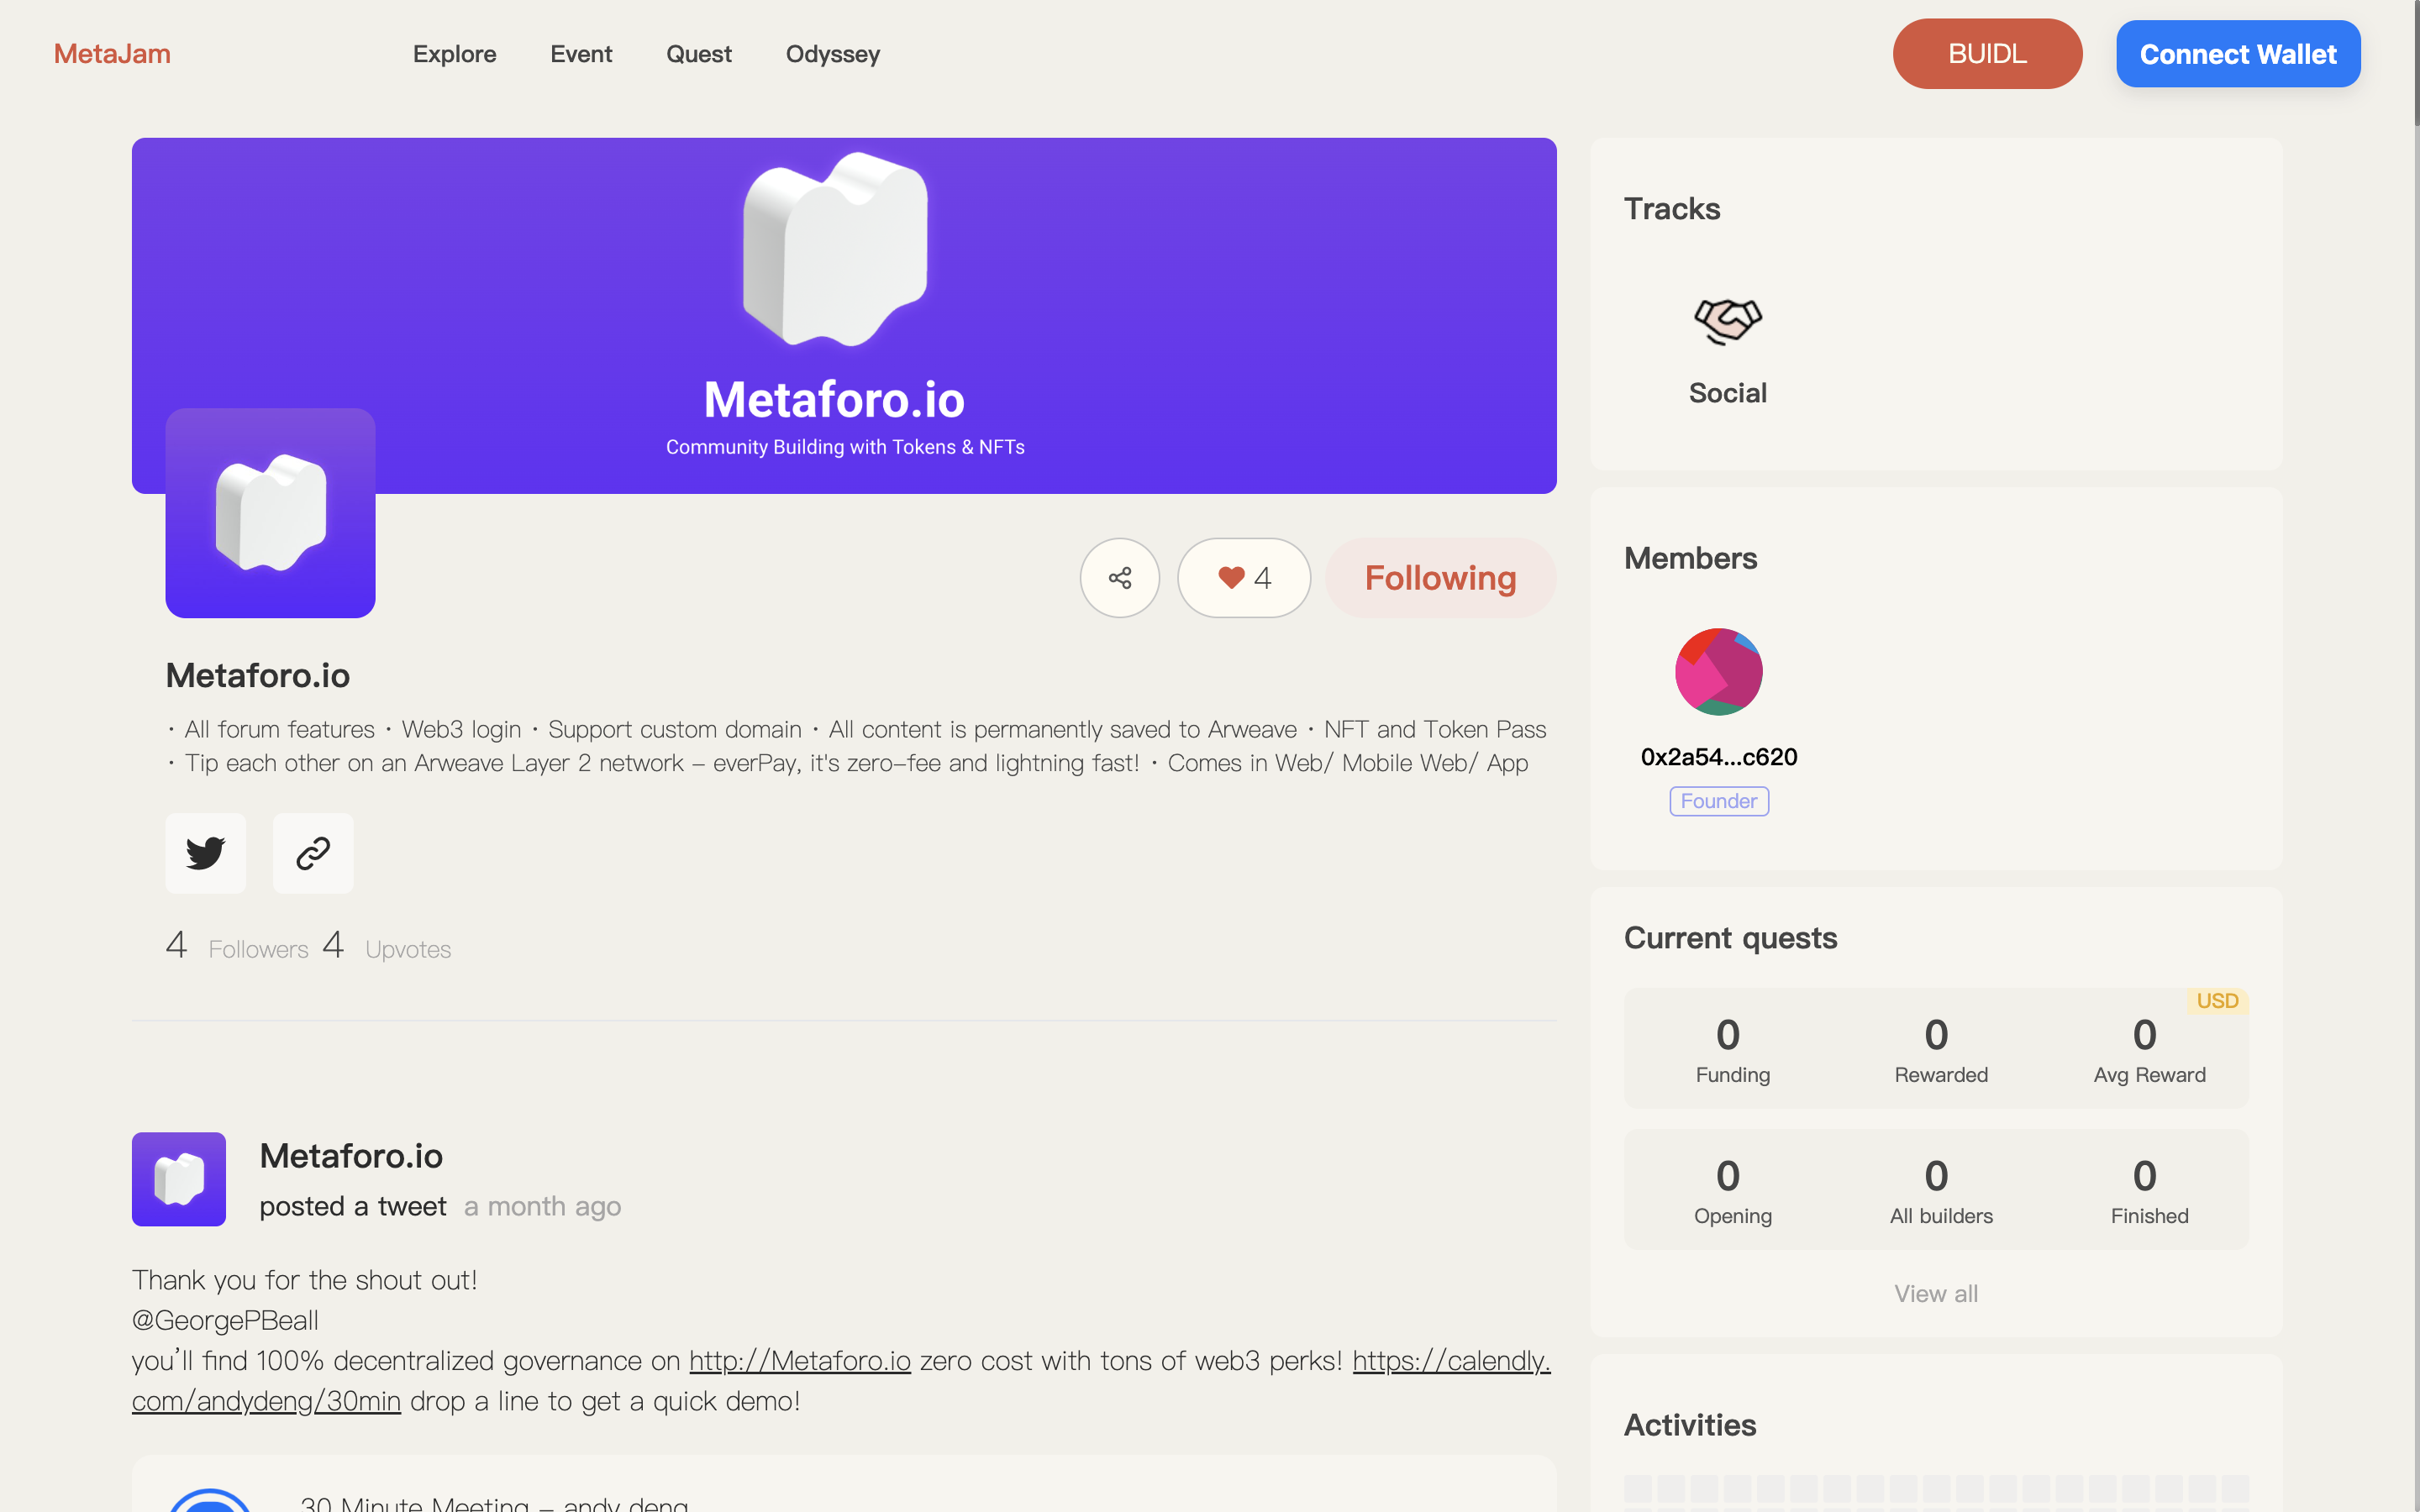 MetaJam
Explore
Event
Quest
Odyssey
BUIDL
Connect Wallet
Metaforo.io
Community Building with Tokens & NFTs
4
Following
Metaforo.io
· All forum features · Web3 login · Support custom domain · All content is permanently saved to Arweave · NFT and Token Pass
· Tip each other on an Arweave Layer 2 network – everPay, it's zero–fee and lightning fast! · Comes in Web/ Mobile Web/ App
4 Followers 4 Upvotes
Metaforo.io
posted a tweet a month ago
Thank you for the shout out!
@GeorgePBeall
you’ll find 100% decentralized governance on http://Metaforo.io zero cost with tons of web3 perks! https://calendly.
com/andydeng/30min drop a line to get a quick demo!
30 Minute Meeting – andy deng
Tracks
Social
Members
0x2a54...c620
Founder
Current quests
USD
0 0 0
Funding Rewarded Avg Reward
0 0 0
Opening All builders Finished
View all
Activities